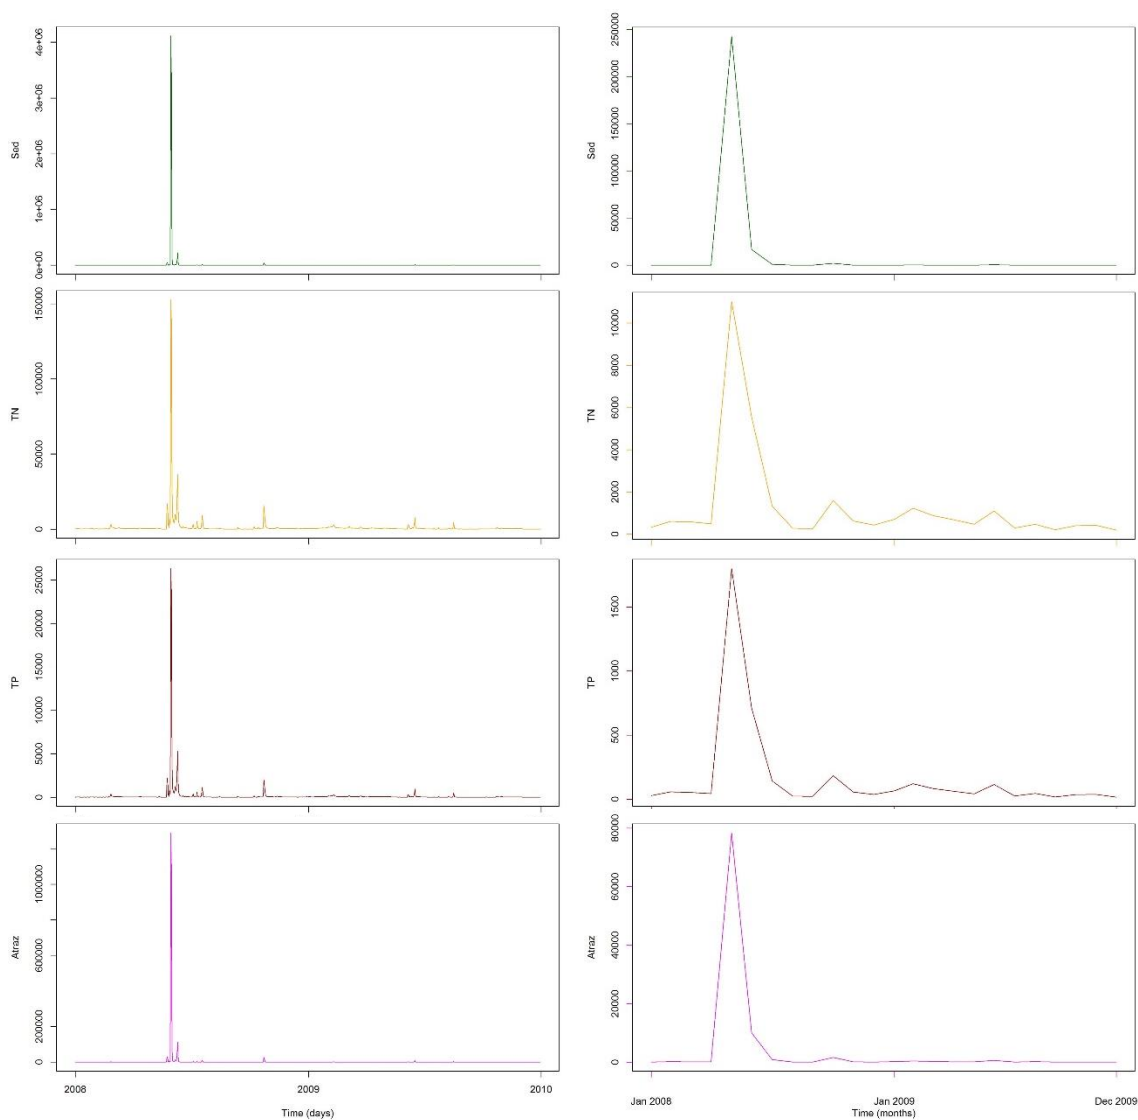 Sed
0e+00 1e+06 2e+06 3e+06 4e+06
TN
0 50000 100000 150000
TP
0 5000 10000 15000 20000 25000
Atraz
0 200000 600000 1000000
2008 2009 2010
Time (days)
Sed
0 50000 100000 150000 200000 250000
TN
0 2000 4000 6000 8000 10000
TP
0 500 1000 1500
Atraz
0 20000 40000 60000 80000
Jan 2008 Jan 2009 Dec 2009
Time (months)